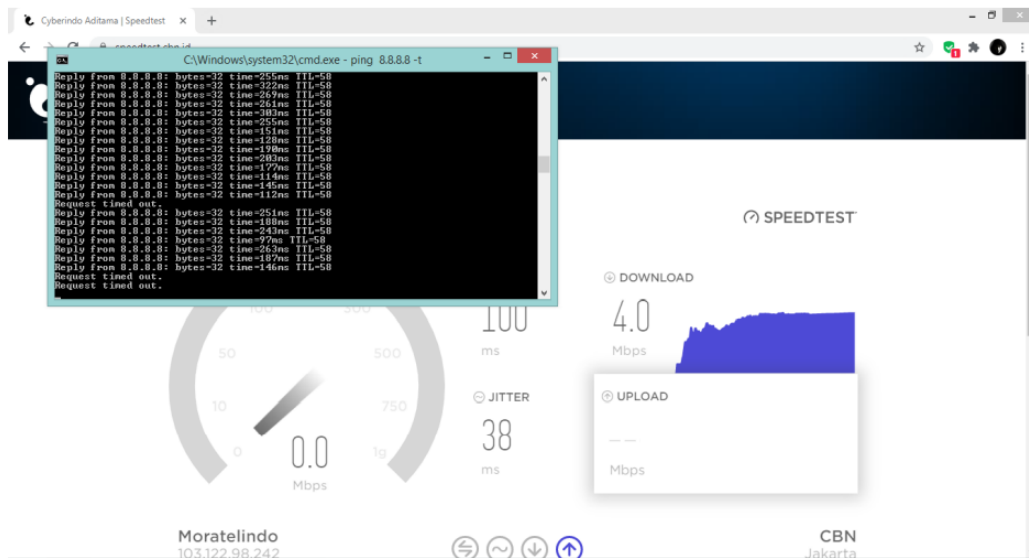 Cyberindo Aditama | Speedtest
C:\Windows\system32\cmd.exe - ping 8.8.8.8 -t
Reply from 8.8.8.8: bytes=32 time=255ms TTL=58
Reply from 8.8.8.8: bytes=32 time=322ms TTL=58
Reply from 8.8.8.8: bytes=32 time=269ms TTL=58
Reply from 8.8.8.8: bytes=32 time=261ms TTL=58
Reply from 8.8.8.8: bytes=32 time=303ms TTL=58
Reply from 8.8.8.8: bytes=32 time=255ms TTL=58
Reply from 8.8.8.8: bytes=32 time=151ms TTL=58
Reply from 8.8.8.8: bytes=32 time=128ms TTL=58
Reply from 8.8.8.8: bytes=32 time=190ms TTL=58
Reply from 8.8.8.8: bytes=32 time=203ms TTL=58
Reply from 8.8.8.8: bytes=32 time=177ms TTL=58
Reply from 8.8.8.8: bytes=32 time=114ms TTL=58
Reply from 8.8.8.8: bytes=32 time=145ms TTL=58
Reply from 8.8.8.8: bytes=32 time=112ms TTL=58
Request timed out.
Reply from 8.8.8.8: bytes=32 time=251ms TTL=58
Reply from 8.8.8.8: bytes=32 time=188ms TTL=58
Reply from 8.8.8.8: bytes=32 time=243ms TTL=58
Reply from 8.8.8.8: bytes=32 time=97ms TTL=58
Reply from 8.8.8.8: bytes=32 time=263ms TTL=58
Reply from 8.8.8.8: bytes=32 time=187ms TTL=58
Reply from 8.8.8.8: bytes=32 time=146ms TTL=58
Request timed out.
Request timed out.
SPEEDTEST
DOWNLOAD
4.0
Mbps
100
ms
JITTER
38
ms
UPLOAD
— —
Mbps
0
10
50
100
500
500
750
1g
0.0
Mbps
Moratelindo
103.122.98.242
CBN
Jakarta
1